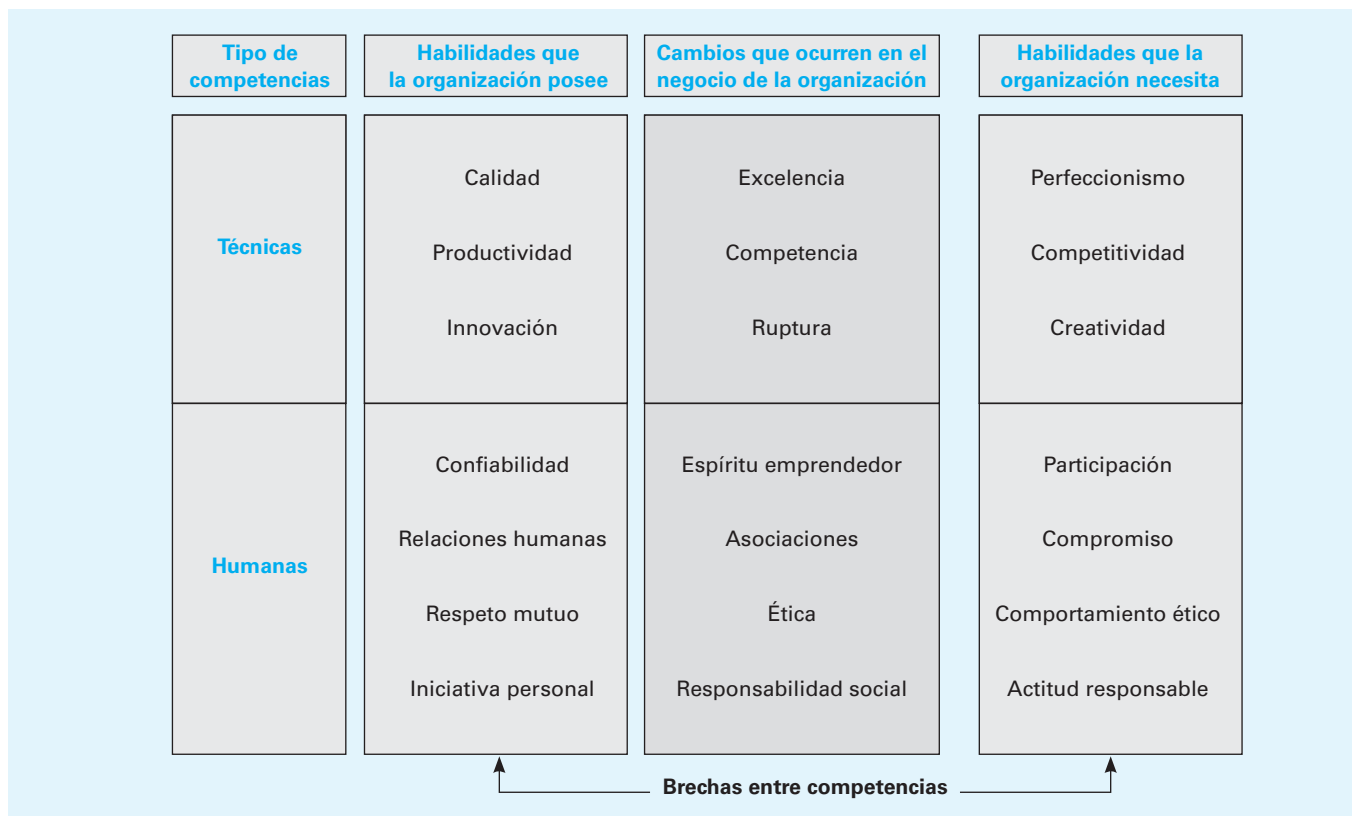 Tipo de
competencias
Habilidades que
la organización posee
Cambios que ocurren en el
negocio de la organización
Habilidades que la
organización necesita
Técnicas
Calidad
Productividad
Innovación
Excelencia
Competencia
Ruptura
Perfeccionismo
Competitividad
Creatividad
Humanas
Confiabilidad
Relaciones humanas
Respeto mutuo
Iniciativa personal
Espíritu emprendedor
Asociaciones
Ética
Responsabilidad social
Participación
Compromiso
Comportamiento ético
Actitud responsable
Brechas entre competencias